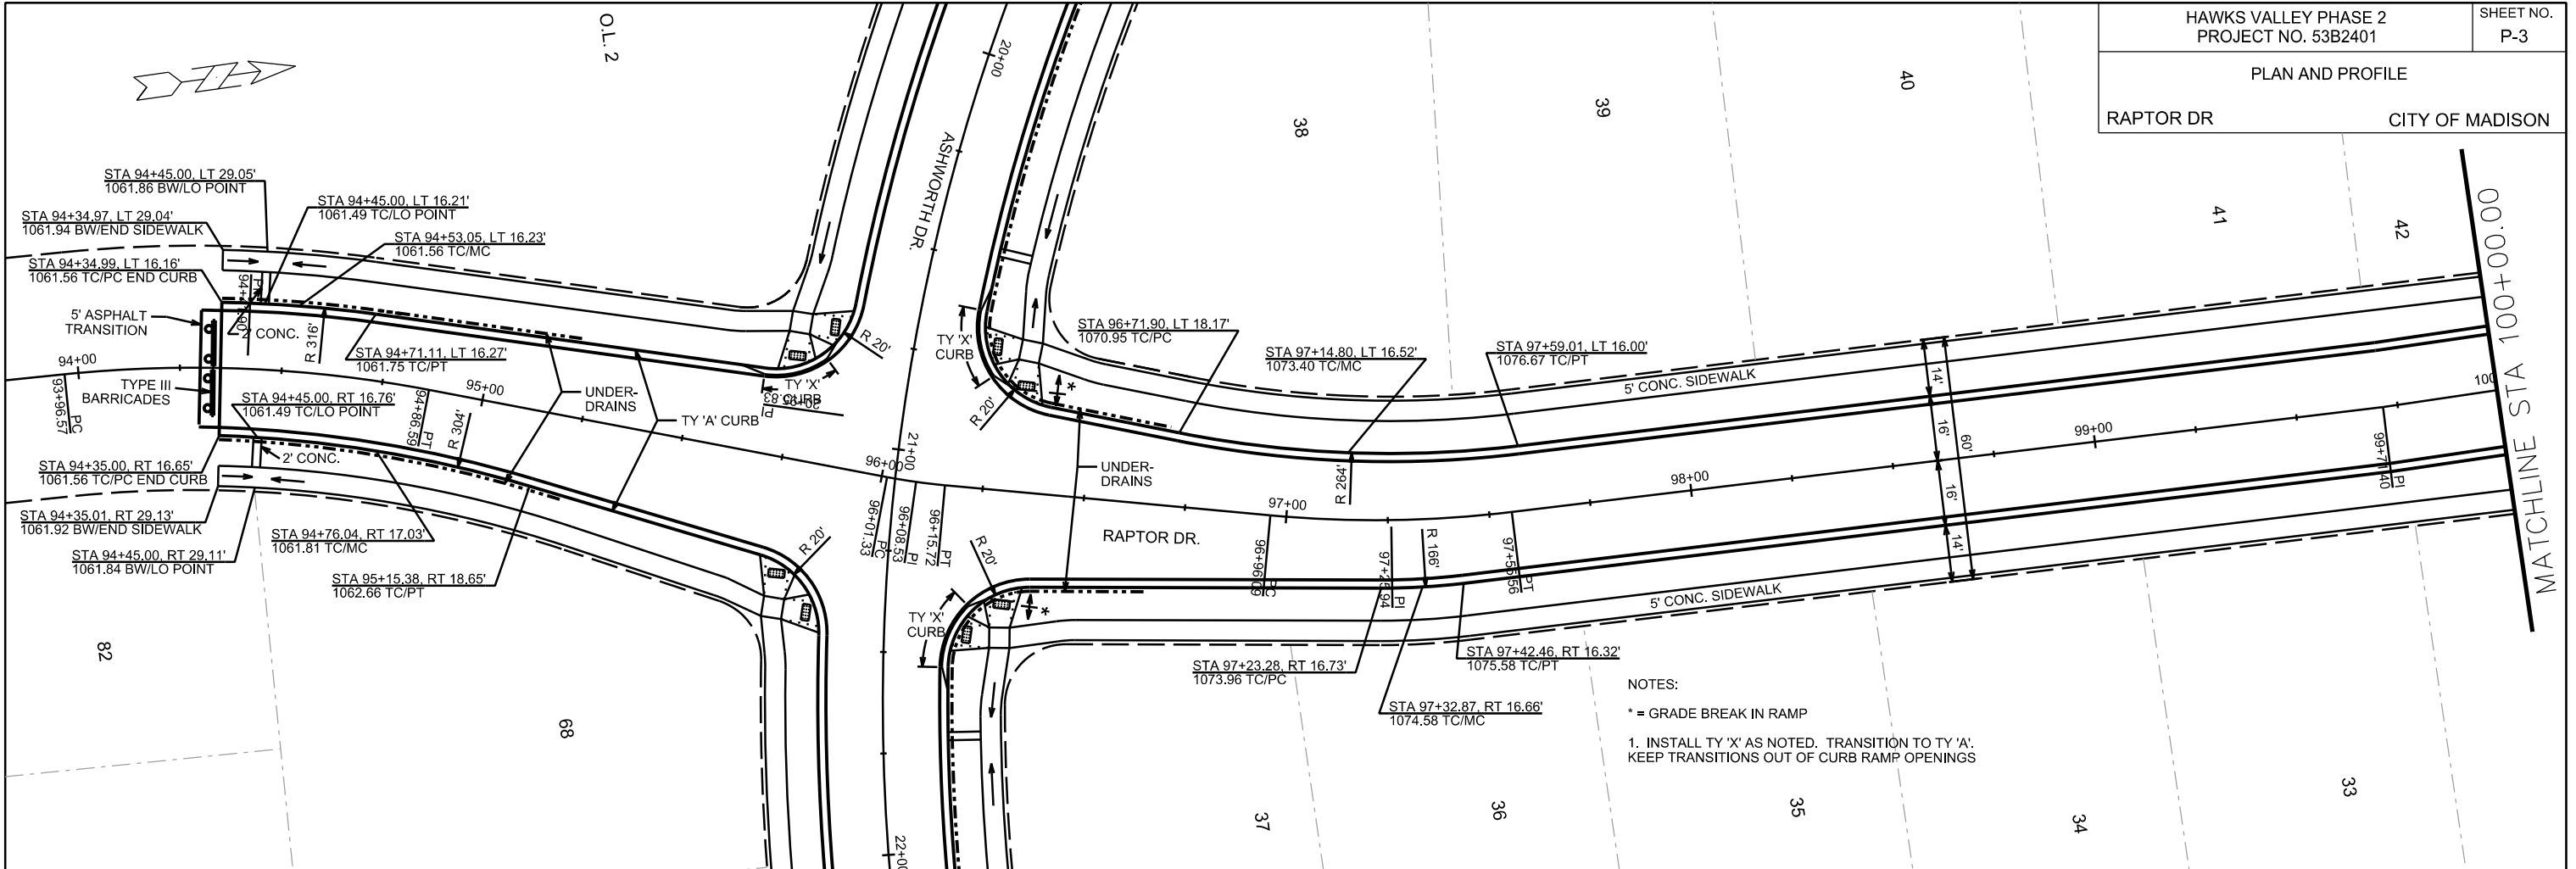 HAWKS VALLEY PHASE 2
PROJECT NO. 53B2401
SHEET NO.
P-3
PLAN AND PROFILE
RAPTOR DR
CITY OF MADISON
O.L. 2
20+00
ASHWORTH DR.
38
39
40
41
42
MATCHLINE STA 100+00.00
STA 94+45.00, LT 29.05'
1061.86 BW/LO POINT
STA 94+34.97, LT 29.04'
1061.94 BW/END SIDEWALK
STA 94+45.00, LT 16.21'
1061.49 TC/LO POINT
STA 94+53.05, LT 16.23'
1061.56 TC/MC
STA 94+34.99, LT 16.16'
1061.56 TC/PC END CURB
5' ASPHALT
TRANSITION
PI
2' CONC.
R 316'
STA 94+71.11, LT 16.27'
1061.75 TC/PT
94+00
93+96.57
PC
TYPE III
BARRICADES
STA 94+45.00, RT 16.76'
1061.49 TC/LO POINT
94+86.59
PT
95+00
R 304'
UNDER-
DRAINS
TY 'A' CURB
TY 'X'
CURB
20+95.83
PI
R 20'
TY 'X'
CURB
R 20'
STA 96+71.90, LT 18.17'
1070.95 TC/PC
STA 97+14.80, LT 16.52'
1073.40 TC/MC
STA 97+59.01, LT 16.00'
1076.67 TC/PT
5' CONC. SIDEWALK
14'
16'
60'
16'
14'
99+00
100
99+71.40
PI
98+00
R 264'
97+00
UNDER-
DRAINS
21+00
96+00
96+01.33
PC
96+08.53
PI
96+15.72
PT
RAPTOR DR.
96+96.09
PC
PI
R 166'
97+55.56
PT
STA 94+35.00, RT 16.65'
1061.56 TC/PC END CURB
2' CONC.
STA 94+35.01, RT 29.13'
1061.92 BW/END SIDEWALK
STA 94+45.00, RT 29.11'
1061.84 BW/LO POINT
STA 94+76.04, RT 17.03'
1061.81 TC/MC
STA 95+15.38, RT 18.65'
1062.66 TC/PT
R 20'
R 20'
TY 'X'
CURB
*
*
5' CONC. SIDEWALK
STA 97+23.28, RT 16.73'
1073.96 TC/PC
STA 97+42.46, RT 16.32'
1075.58 TC/PT
STA 97+32.87, RT 16.66'
1074.58 TC/MC
NOTES:
* = GRADE BREAK IN RAMP
1. INSTALL TY 'X' AS NOTED. TRANSITION TO TY 'A'.
KEEP TRANSITIONS OUT OF CURB RAMP OPENINGS
82
68
22+00
37
36
35
34
33